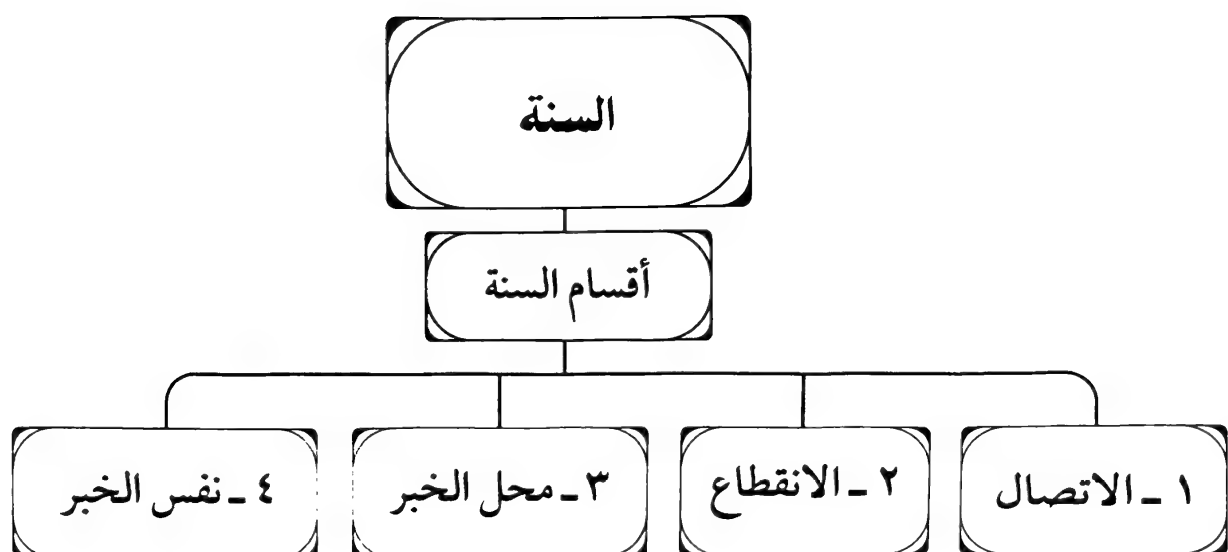 السنة
أقسام السنة
١ ـ الاتصال
٢ ـ الانقطاع
٣ ـ محل الخبر
٤ ـ نفس الخبر